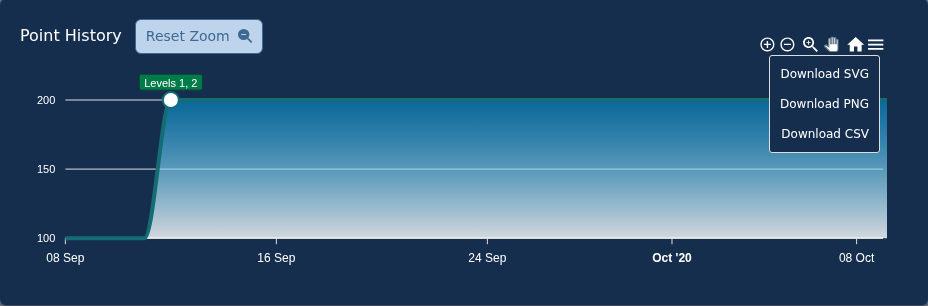 Point History
Reset Zoom
Download SVG
Download PNG
Download CSV
Levels 1, 2
200
150
100
08 Sep
16 Sep
24 Sep
Oct '20
08 Oct